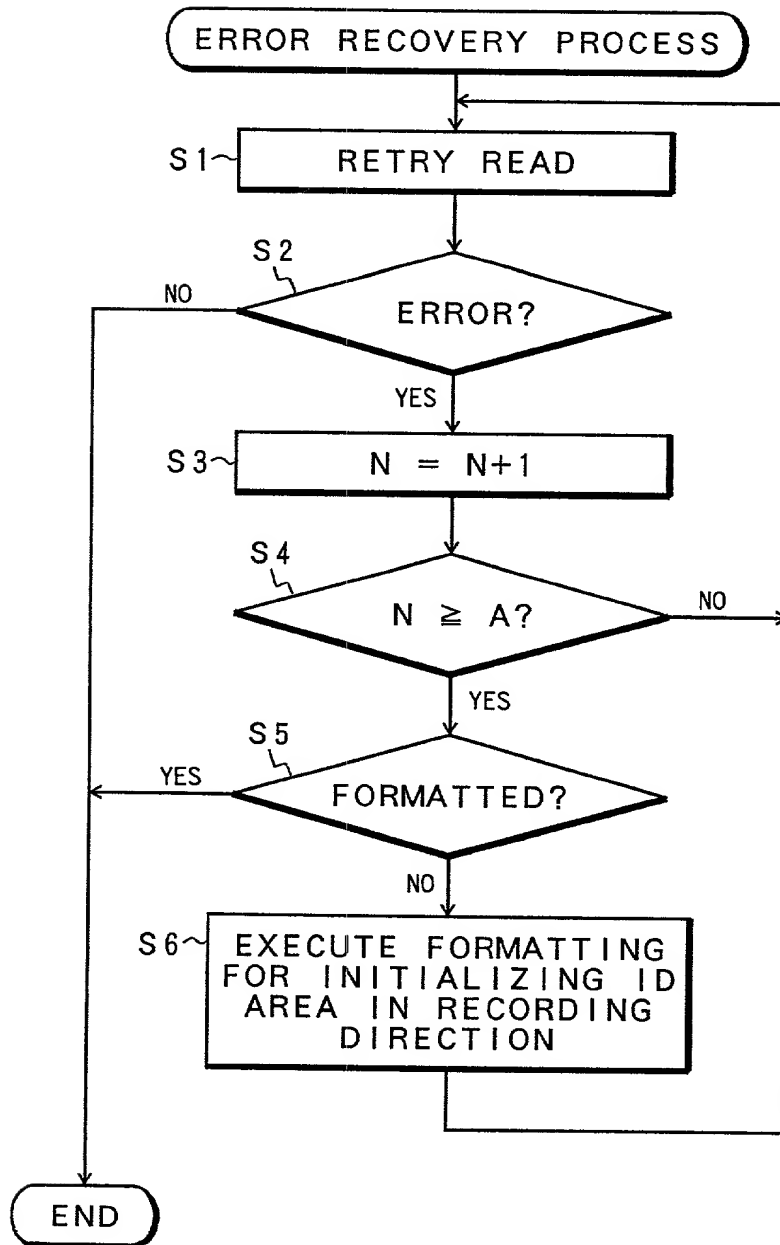 ERROR RECOVERY PROCESS
S1
RETRY READ
S2
NO
ERROR?
YES
S3
N = N+1
S4
N ≧ A?
NO
YES
S5
YES
FORMATTED?
NO
S6
EXECUTE FORMATTING
FOR INITIALIZING ID
AREA IN RECORDING
DIRECTION
END